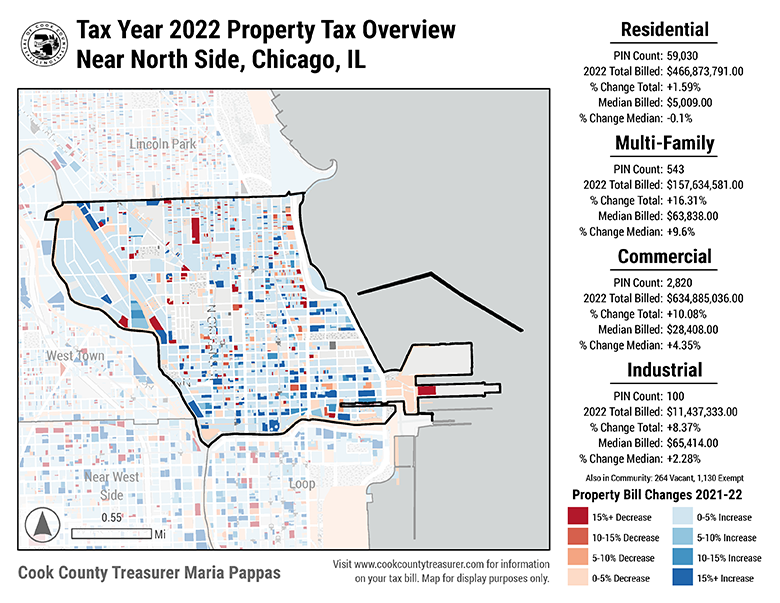 Tax Year 2022 Property Tax Overview
Near North Side, Chicago, IL
Lincoln Park
West Town
Near West
Side
Loop
0.55
Mi
Cook County Treasurer Maria Pappas
Visit www.cookcountytreasurer.com for information
on your tax bill. Map for display purposes only.
Residential
PIN Count: 59,030
2022 Total Billed: $466,873,791.00
% Change Total: +1.59%
Median Billed: $5,009.00
% Change Median: -0.1%
Multi-Family
PIN Count: 543
2022 Total Billed: $157,634,581.00
% Change Total: +16.31%
Median Billed: $63,838.00
% Change Median: +9.6%
Commercial
PIN Count: 2,820
2022 Total Billed: $634,885,036.00
% Change Total: +10.08%
Median Billed: $28,408.00
% Change Median: +4.35%
Industrial
PIN Count: 100
2022 Total Billed: $11,437,333.00
% Change Total: +8.37%
Median Billed: $65,414.00
% Change Median: +2.28%
Also in Community: 264 Vacant, 1,130 Exempt
Property Bill Changes 2021-22
15%+ Decrease
10-15% Decrease
5-10% Decrease
0-5% Decrease
0-5% Increase
5-10% Increase
10-15% Increase
15%+ Increase